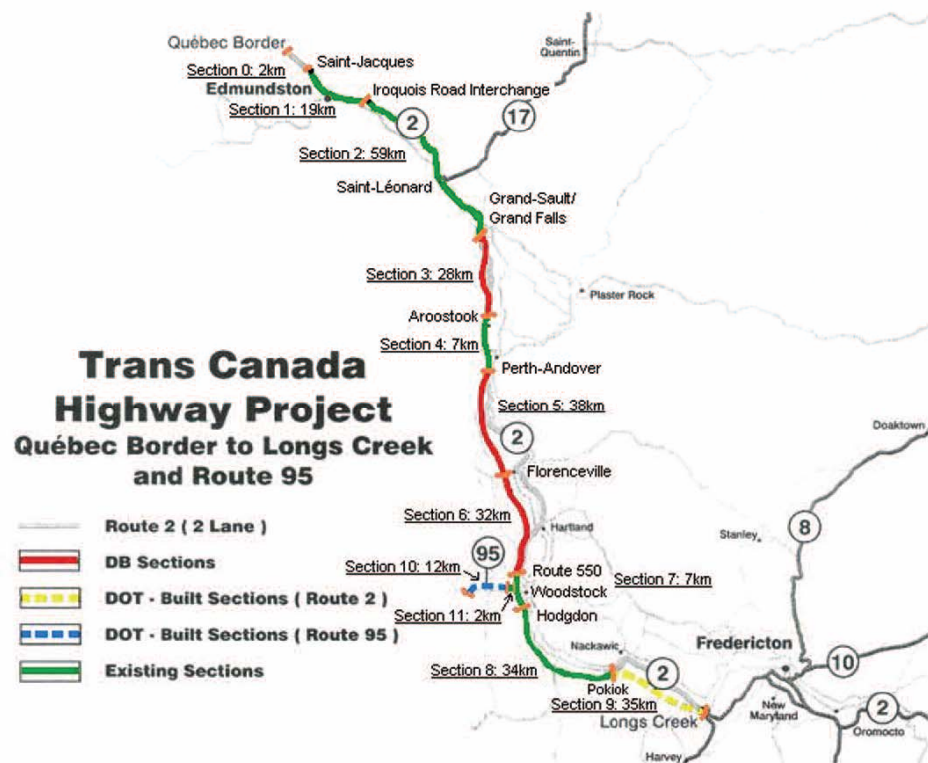 Québec Border
Saint-Jacques
Section 0: 2km
Edmundston
Iroquois Road Interchange
Section 1: 19km
2
Section 2: 59km
Saint-Léonard
Saint-
Quentin
17
Grand-Sault/
Grand Falls
Section 3: 28km
Plaster Rock
Aroostook
Section 4: 7km
Perth-Andover
Section 5: 38km
2
Florenceville
Section 6: 32km
Hartland
Trans Canada
Highway Project
Québec Border to Longs Creek
and Route 95
Route 2 ( 2 Lane )
DB Sections
DOT - Built Sections ( Route 2 )
DOT - Built Sections ( Route 95 )
Existing Sections
95
Section 10: 12km
Route 550
Section 7: 7km
Woodstock
Section 11: 2km
Hodgdon
Doaktown
8
Stanley
Nackawic
Fredericton
10
Section 8: 34km
2
Pokiok
Section 9: 35km
Longs Creek
New
Maryland
2
Oromocto
Harvey